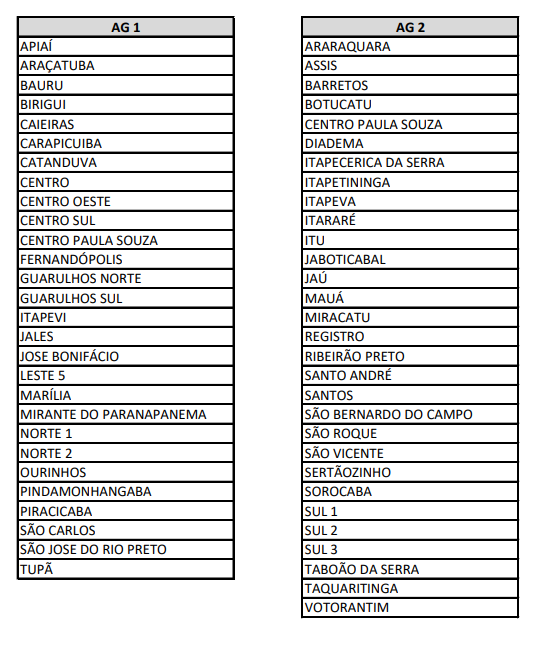 AG 1
APIAÍ
ARAÇATUBA
BAURU
BIRIGUI
CAIEIRAS
CARAPICUIBA
CATANDUVA
CENTRO
CENTRO OESTE
CENTRO SUL
CENTRO PAULA SOUZA
FERNANDÓPOLIS
GUARULHOS NORTE
GUARULHOS SUL
ITAPEVI
JALES
JOSE BONIFÁCIO
LESTE 5
MARÍLIA
MIRANTE DO PARANAPANEMA
NORTE 1
NORTE 2
OURINHOS
PINDAMONHANGABA
PIRACICABA
SÃO CARLOS
SÃO JOSE DO RIO PRETO
TUPÃ
AG 2
ARARAQUARA
ASSIS
BARRETOS
BOTUCATU
CENTRO PAULA SOUZA
DIADEMA
ITAPECERICA DA SERRA
ITAPETININGA
ITAPEVA
ITARARÉ
ITU
JABOTICABAL
JAÚ
MAUÁ
MIRACATU
REGISTRO
RIBEIRÃO PRETO
SANTO ANDRÉ
SANTOS
SÃO BERNARDO DO CAMPO
SÃO ROQUE
SÃO VICENTE
SERTÃOZINHO
SOROCABA
SUL 1
SUL 2
SUL 3
TABOÃO DA SERRA
TAQUARITINGA
VOTORANTIM